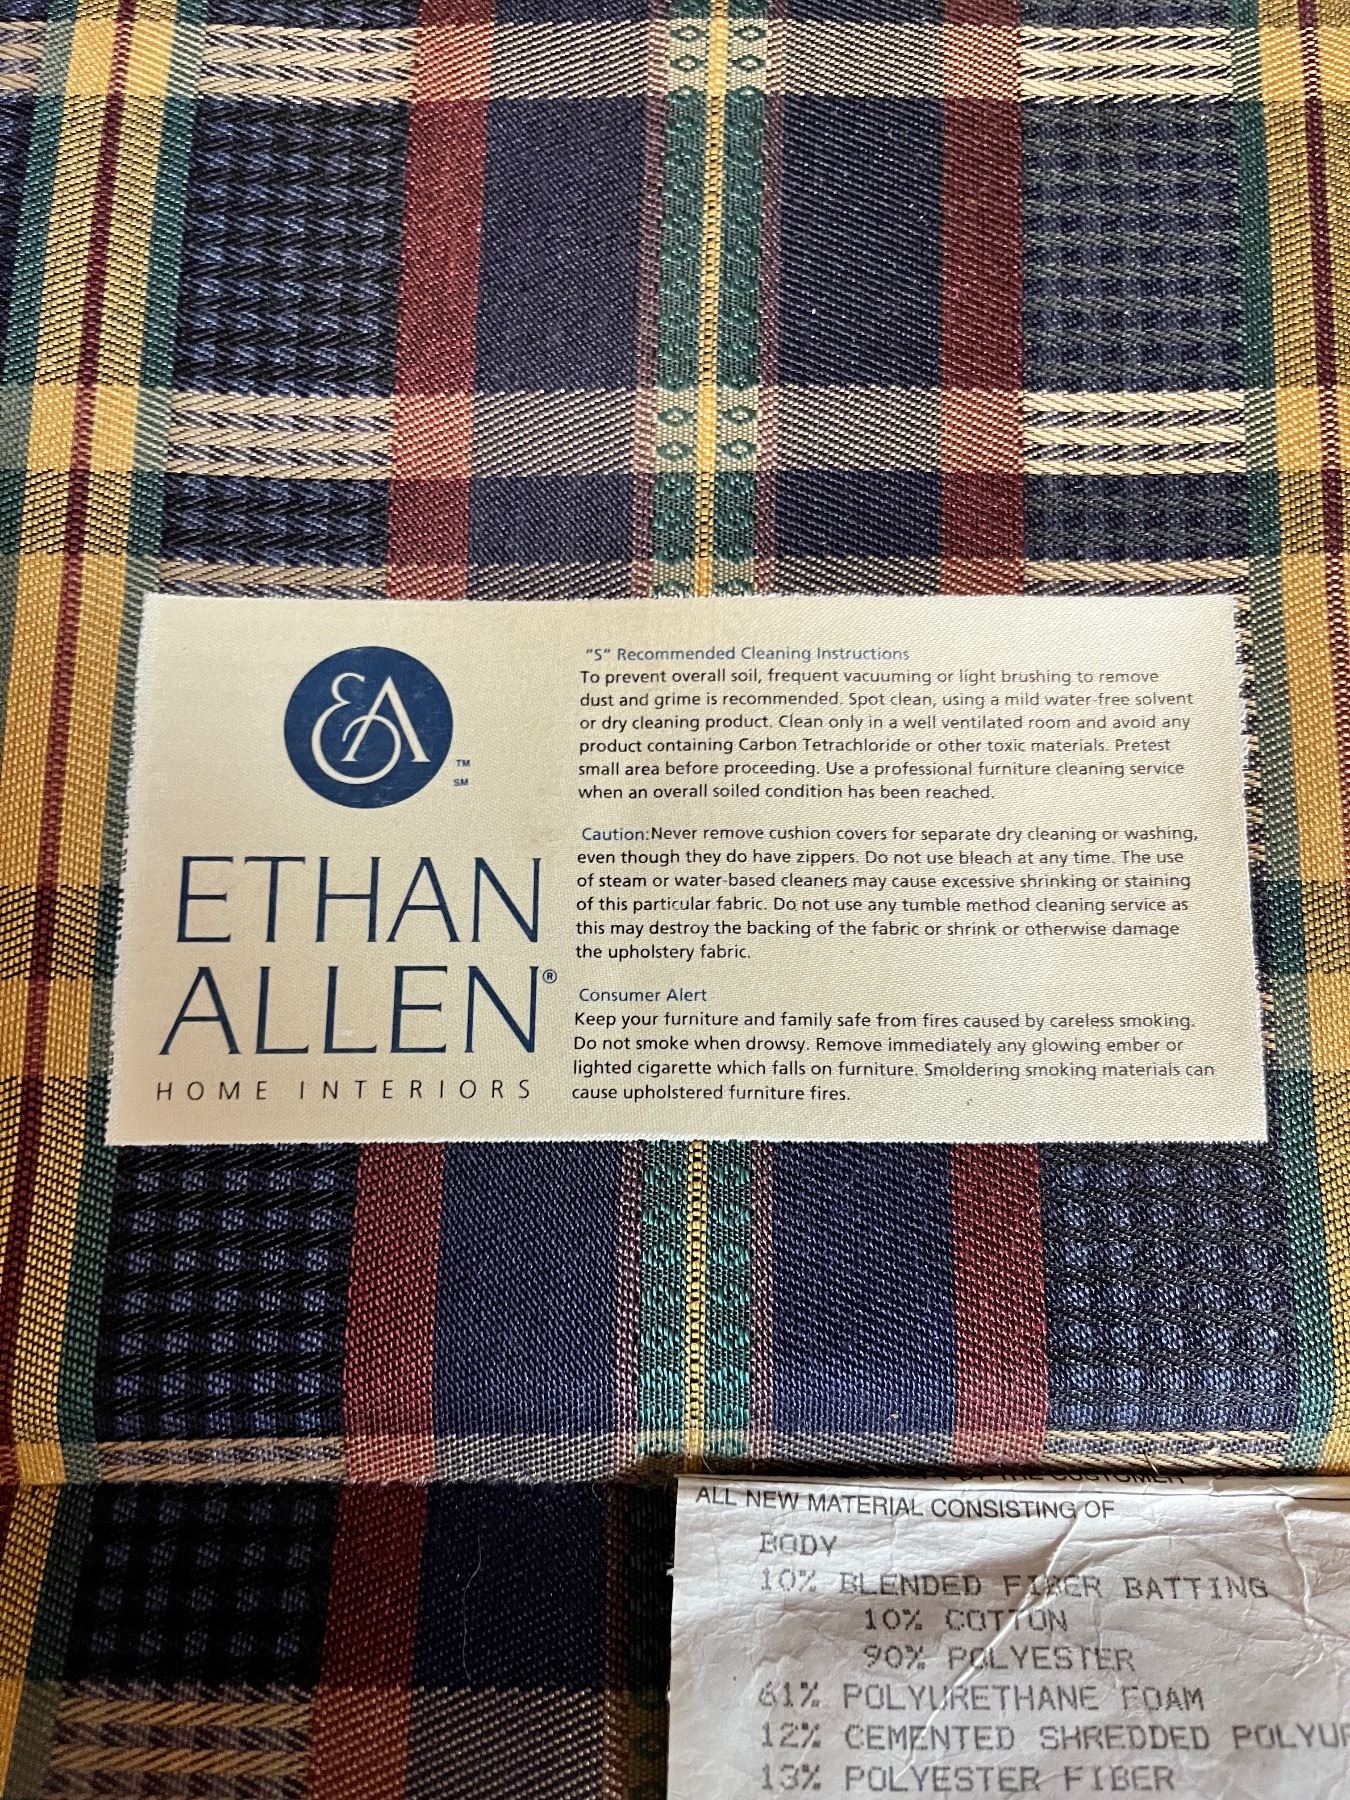 EA
TM
SM
ETHAN
ALLEN®
HOME INTERIORS
"S" Recommended Cleaning Instructions
To prevent overall soil, frequent vacuuming or light brushing to remove
dust and grime is recommended. Spot clean, using a mild water-free solvent
or dry cleaning product. Clean only in a well ventilated room and avoid any
product containing Carbon Tetrachloride or other toxic materials. Pretest
small area before proceeding. Use a professional furniture cleaning service
when an overall soiled condition has been reached.
Caution: Never remove cushion covers for separate dry cleaning or washing,
even though they do have zippers. Do not use bleach at any time. The use
of steam or water-based cleaners may cause excessive shrinking or staining
of this particular fabric. Do not use any tumble method cleaning service as
this may destroy the backing of the fabric or shrink or otherwise damage
the upholstery fabric.
Consumer Alert
Keep your furniture and family safe from fires caused by careless smoking.
Do not smoke when drowsy. Remove immediately any glowing ember or
lighted cigarette which falls on furniture. Smoldering smoking materials can
cause upholstered furniture fires.
BY THE CUSTOMER
ALL NEW MATERIAL CONSISTING OF
BODY
10% BLENDED FIBER BATTING
10% COTTON
90% POLYESTER
61% POLYURETHANE FOAM
12% CEMENTED SHREDDED POLYUR
13% POLYESTER FIBER